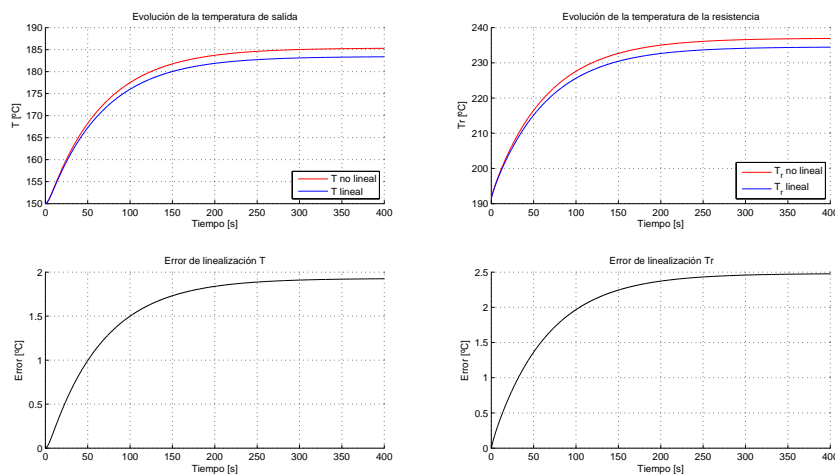 Evolución de la temperatura de salida
T [ºC]
190
185
180
175
170
165
160
155
150
T no lineal
T lineal
0 50 100 150 200 250 300 350 400
Tiempo [s]
Evolución de la temperatura de la resistencia
Tr [ºC]
240
230
220
210
200
190
T_r no lineal
T_r lineal
0 50 100 150 200 250 300 350 400
Tiempo [s]
Error de linealización T
Error [ºC]
2
1.5
1
0.5
0
0 50 100 150 200 250 300 350 400
Tiempo [s]
Error de linealización Tr
Error [ºC]
2.5
2
1.5
1
0.5
0
0 50 100 150 200 250 300 350 400
Tiempo [s]